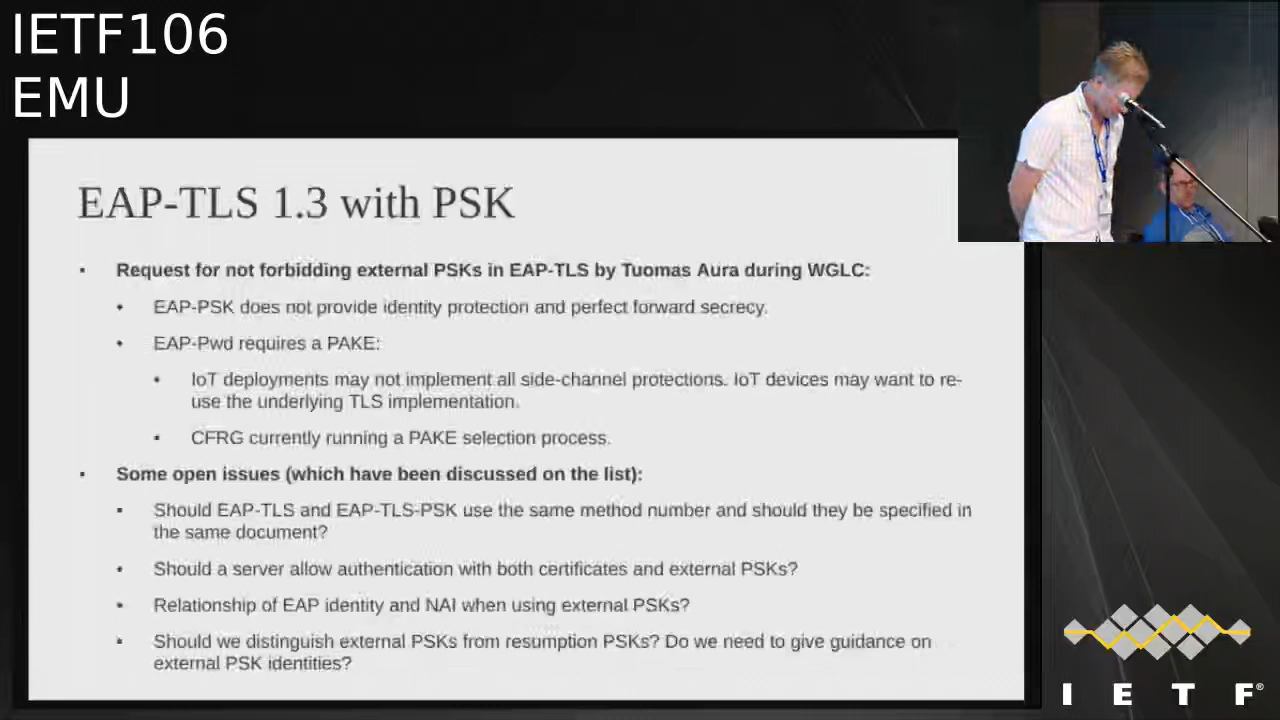 IETF106
EMU
EAP-TLS 1.3 with PSK
▪ Request for not forbidding external PSKs in EAP-TLS by Tuomas Aura during WGLC:
• EAP-PSK does not provide identity protection and perfect forward secrecy.
• EAP-Pwd requires a PAKE:
• IoT deployments may not implement all side-channel protections. IoT devices may want to re-
use the underlying TLS implementation.
• CFRG currently running a PAKE selection process.
▪ Some open issues (which have been discussed on the list):
▪ Should EAP-TLS and EAP-TLS-PSK use the same method number and should they be specified in
the same document?
• Should a server allow authentication with both certificates and external PSKs?
• Relationship of EAP identity and NAI when using external PSKs?
▪ Should we distinguish external PSKs from resumption PSKs? Do we need to give guidance on
external PSK identities?
I E T F®